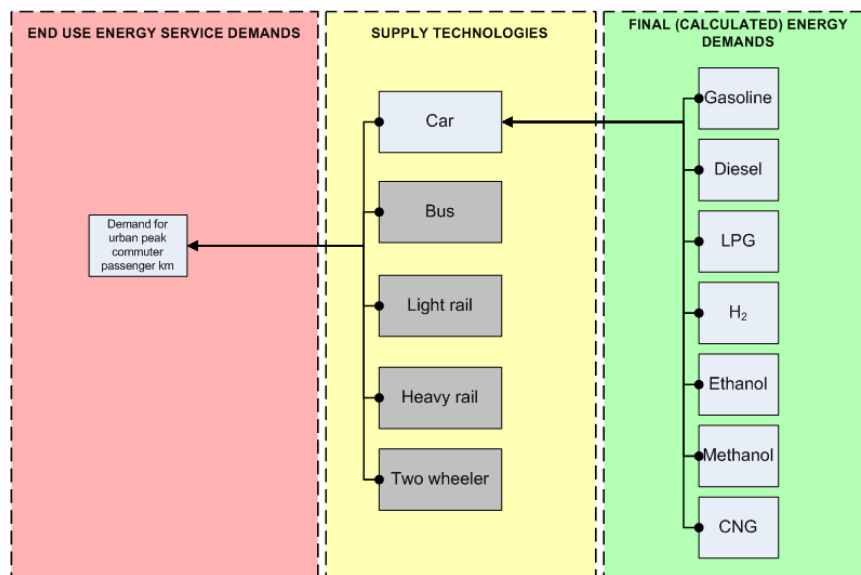 END USE ENERGY SERVICE DEMANDS
SUPPLY TECHNOLOGIES
FINAL (CALCULATED) ENERGY
DEMANDS
Demand for
urban peak
commuter
passenger km
Car
Bus
Light rail
Heavy rail
Two wheeler
Gasoline
Diesel
LPG
H₂
Ethanol
Methanol
CNG